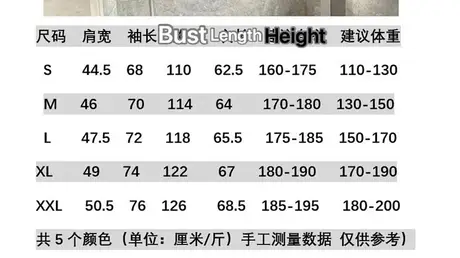 尺码 肩宽 袖长 Bust Length Height 建议体重
S 44.5 68 110 62.5 160-175 110-130
M 46 70 114 64 170-180 130-150
L 47.5 72 118 65.5 175-185 150-170
XL 49 74 122 67 180-190 170-190
XXL 50.5 76 126 68.5 185-195 180-200
共 5 个颜色（单位：厘米/斤）手工测量数据 仅供参考）